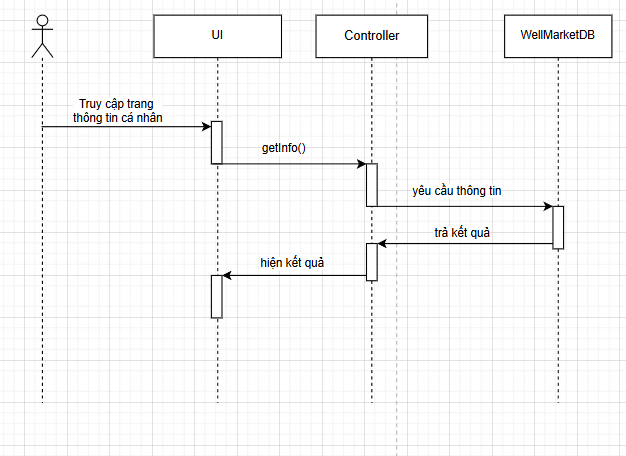 UI
Controller
WellMarketDB
Truy cập trang
thông tin cá nhân
getInfo()
yêu cầu thông tin
trả kết quả
hiện kết quả